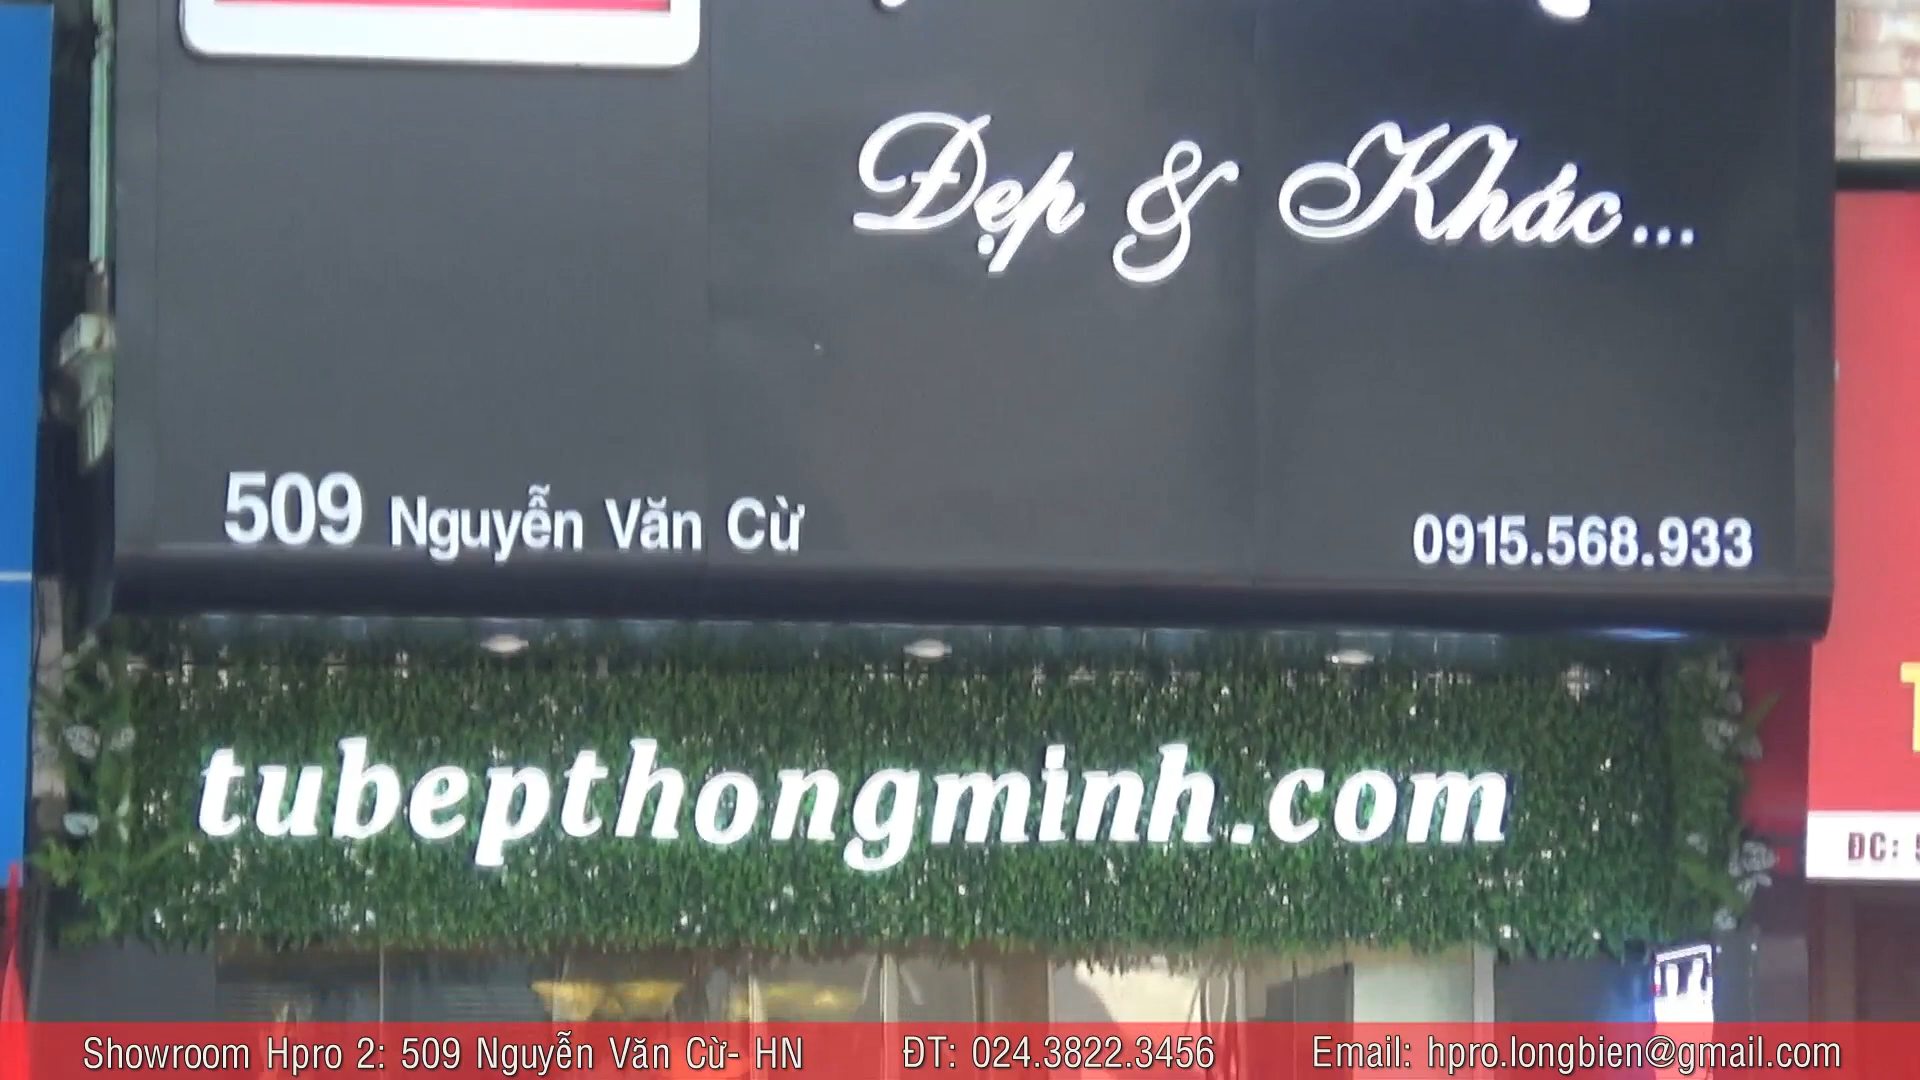 Đẹp & Khác...
509 Nguyễn Văn Cừ
0915.568.933
tubepthongminh.com
ĐC:
Showroom Hpro 2: 509 Nguyễn Văn Cừ- HN
ĐT: 024.3822.3456
Email: hpro.longbien@gmail.com